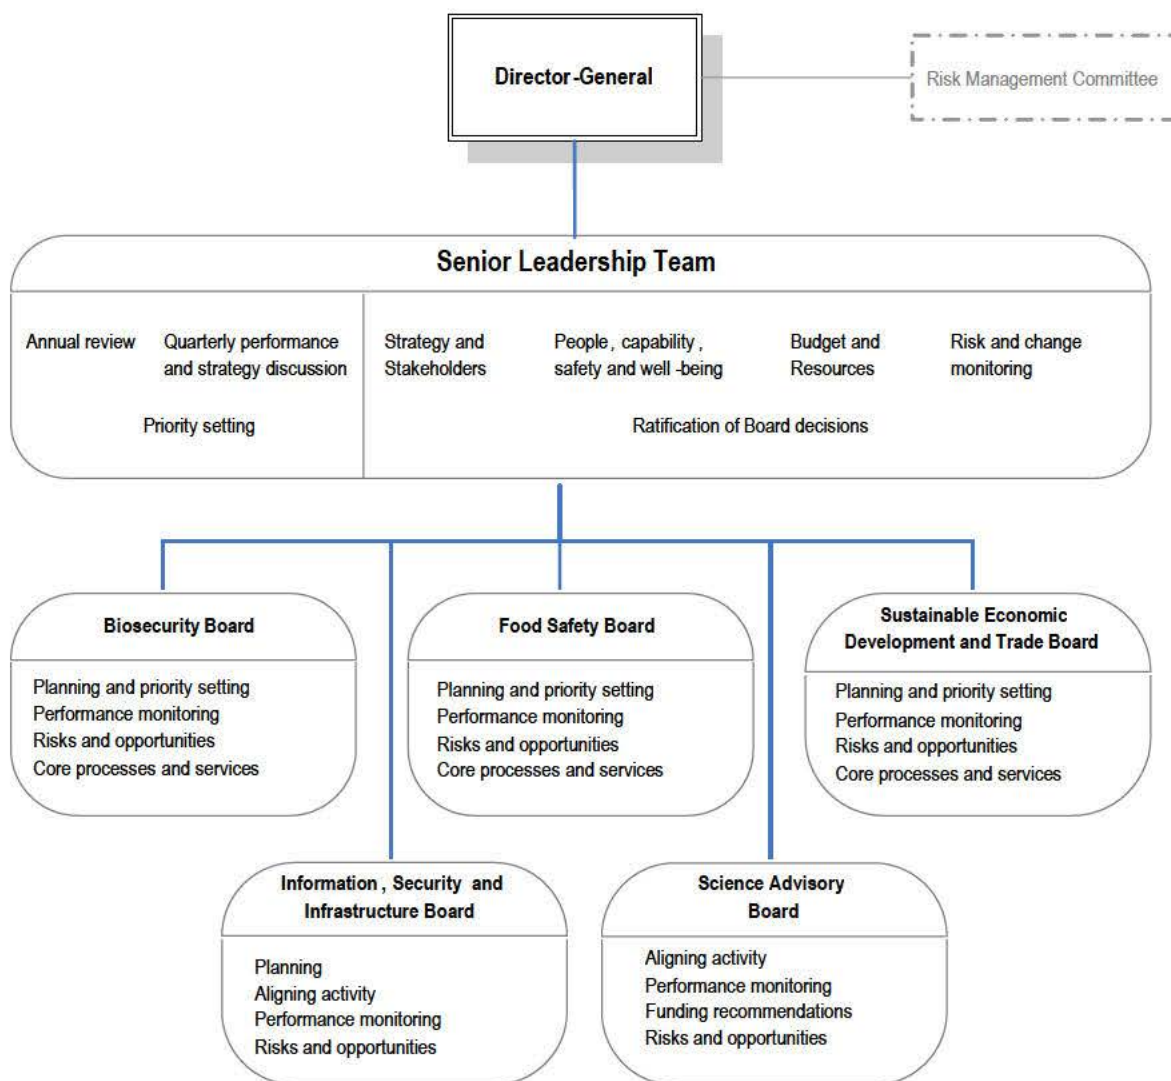 Director-General
Risk Management Committee
Senior Leadership Team
Annual review
Quarterly performance
and strategy discussion
Priority setting
Strategy and
Stakeholders
People, capability,
safety and well-being
Budget and
Resources
Risk and change
monitoring
Ratification of Board decisions
Biosecurity Board
Planning and priority setting
Performance monitoring
Risks and opportunities
Core processes and services
Food Safety Board
Planning and priority setting
Performance monitoring
Risks and opportunities
Core processes and services
Sustainable Economic
Development and Trade Board
Planning and priority setting
Performance monitoring
Risks and opportunities
Core processes and services
Information, Security and
Infrastructure Board
Planning
Aligning activity
Performance monitoring
Risks and opportunities
Science Advisory
Board
Aligning activity
Performance monitoring
Funding recommendations
Risks and opportunities